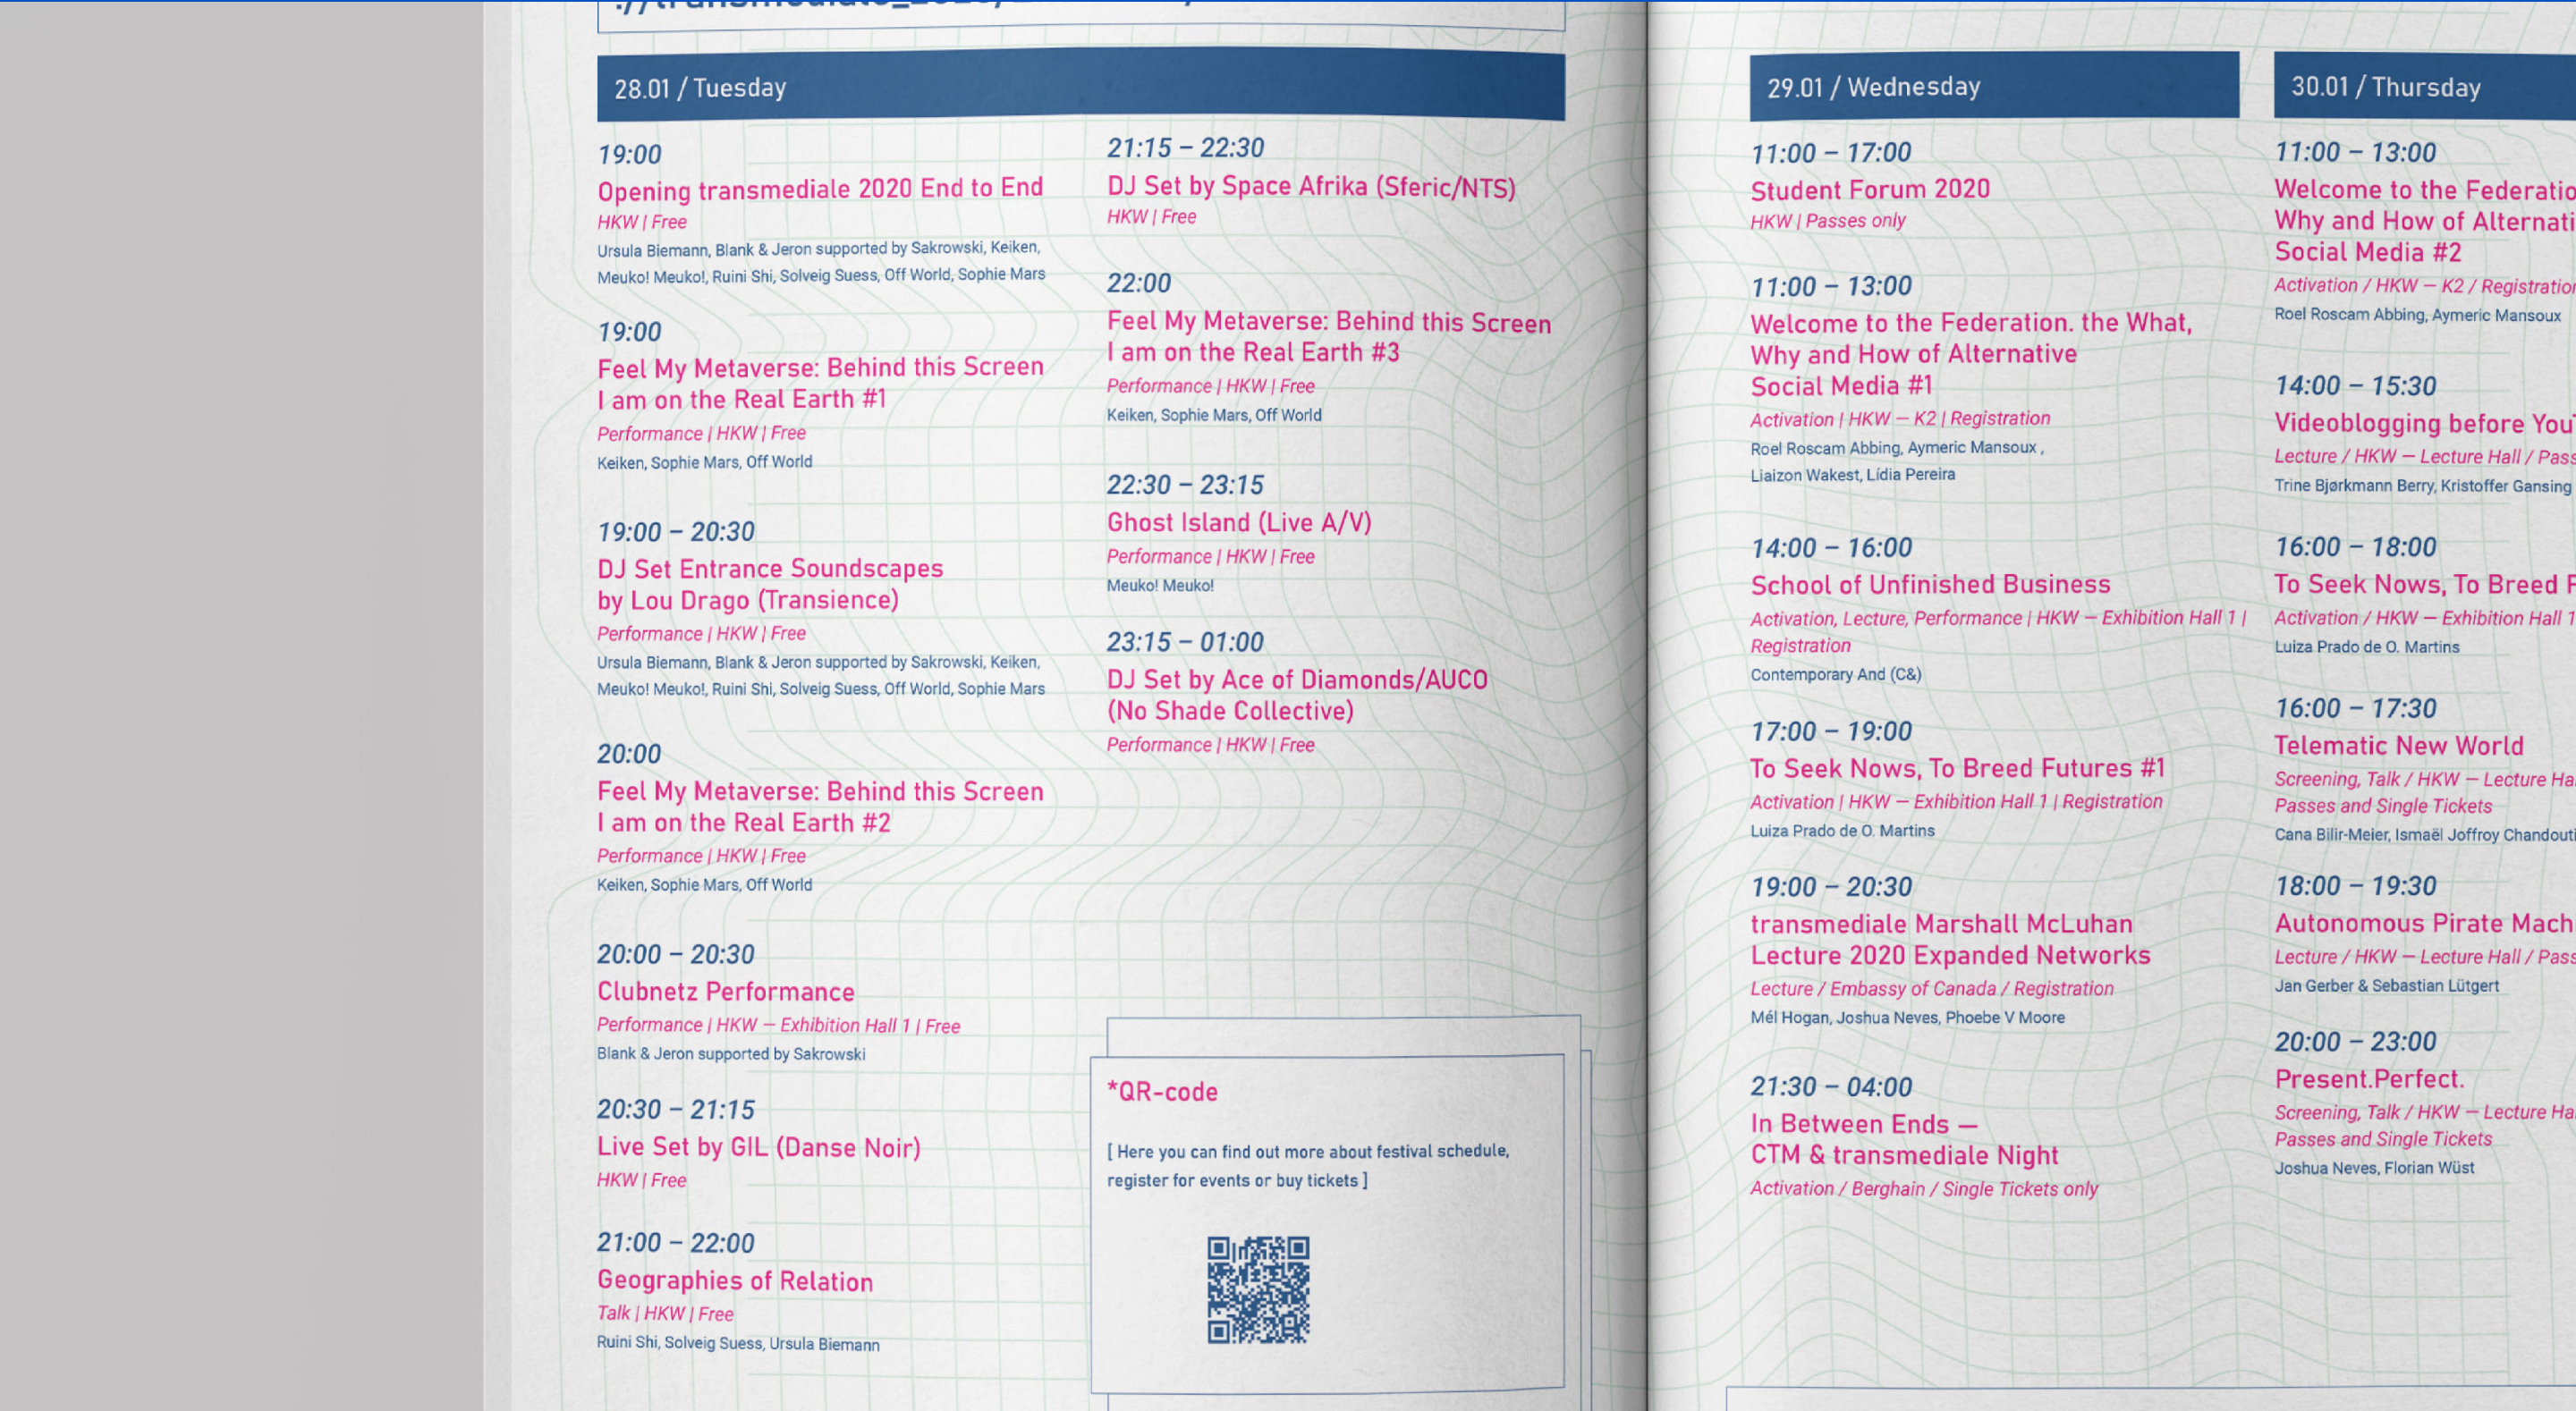 28.01 / Tuesday
19:00
Opening transmediale 2020 End to End
HKW | Free
Ursula Biemann, Blank & Jeron supported by Sakrowski, Keiken,
Meuko! Meuko!, Ruini Shi, Solveig Suess, Off World, Sophie Mars
19:00
Feel My Metaverse: Behind this Screen
I am on the Real Earth #1
Performance | HKW | Free
Keiken, Sophie Mars, Off World
19:00 – 20:30
DJ Set Entrance Soundscapes
by Lou Drago (Transience)
Performance | HKW | Free
Ursula Biemann, Blank & Jeron supported by Sakrowski, Keiken,
Meuko! Meuko!, Ruini Shi, Solveig Suess, Off World, Sophie Mars
20:00
Feel My Metaverse: Behind this Screen
I am on the Real Earth #2
Performance | HKW | Free
Keiken, Sophie Mars, Off World
20:00 – 20:30
Clubnetz Performance
Performance | HKW – Exhibition Hall 1 | Free
Blank & Jeron supported by Sakrowski
20:30 – 21:15
Live Set by GIL (Danse Noir)
HKW | Free
21:00 – 22:00
Geographies of Relation
Talk | HKW | Free
Ruini Shi, Solveig Suess, Ursula Biemann
21:15 – 22:30
DJ Set by Space Afrika (Sferic/NTS)
HKW | Free
22:00
Feel My Metaverse: Behind this Screen
I am on the Real Earth #3
Performance | HKW | Free
Keiken, Sophie Mars, Off World
22:30 – 23:15
Ghost Island (Live A/V)
Performance | HKW | Free
Meuko! Meuko!
23:15 – 01:00
DJ Set by Ace of Diamonds/AUCO
(No Shade Collective)
Performance | HKW | Free
*QR-code
[ Here you can find out more about festival schedule,
register for events or buy tickets ]
29.01 / Wednesday
11:00 – 17:00
Student Forum 2020
HKW | Passes only
11:00 – 13:00
Welcome to the Federation. the What,
Why and How of Alternative
Social Media #1
Activation | HKW – K2 | Registration
Roel Roscam Abbing, Aymeric Mansoux ,
Liaizon Wakest, Lídia Pereira
14:00 – 16:00
School of Unfinished Business
Activation, Lecture, Performance | HKW – Exhibition Hall 1 |
Registration
Contemporary And (C&)
17:00 – 19:00
To Seek Nows, To Breed Futures #1
Activation | HKW – Exhibition Hall 1 | Registration
Luiza Prado de O. Martins
19:00 – 20:30
transmediale Marshall McLuhan
Lecture 2020 Expanded Networks
Lecture / Embassy of Canada / Registration
Mél Hogan, Joshua Neves, Phoebe V Moore
21:30 – 04:00
In Between Ends —
CTM & transmediale Night
Activation / Berghain / Single Tickets only
30.01 / Thursday
11:00 – 13:00
Welcome to the
Why and How of
Social Media #2
Activation / HKW – K2 /
Roel Roscam Abbing, Aymeric Mansoux
14:00 – 15:30
Videoblogging before
Lecture / HKW – Lecture Hall /
Trine Bjørkmann Berry, Kristoffer Gansing
16:00 – 18:00
To Seek Nows, To Breed
Activation / HKW – Exhibition Hall 1
Luiza Prado de O. Martins
16:00 – 17:30
Telematic New World
Screening, Talk / HKW – Lecture
Passes and Single Tickets
Cana Bilir-Meier, Ismaël Joffroy
18:00 – 19:30
Autonomous Pirate
Lecture / HKW – Lecture Hall /
Jan Gerber & Sebastian Lütgert
20:00 – 23:00
Present.Perfect.
Screening, Talk / HKW – Lecture
Passes and Single Tickets
Joshua Neves, Florian Wüst